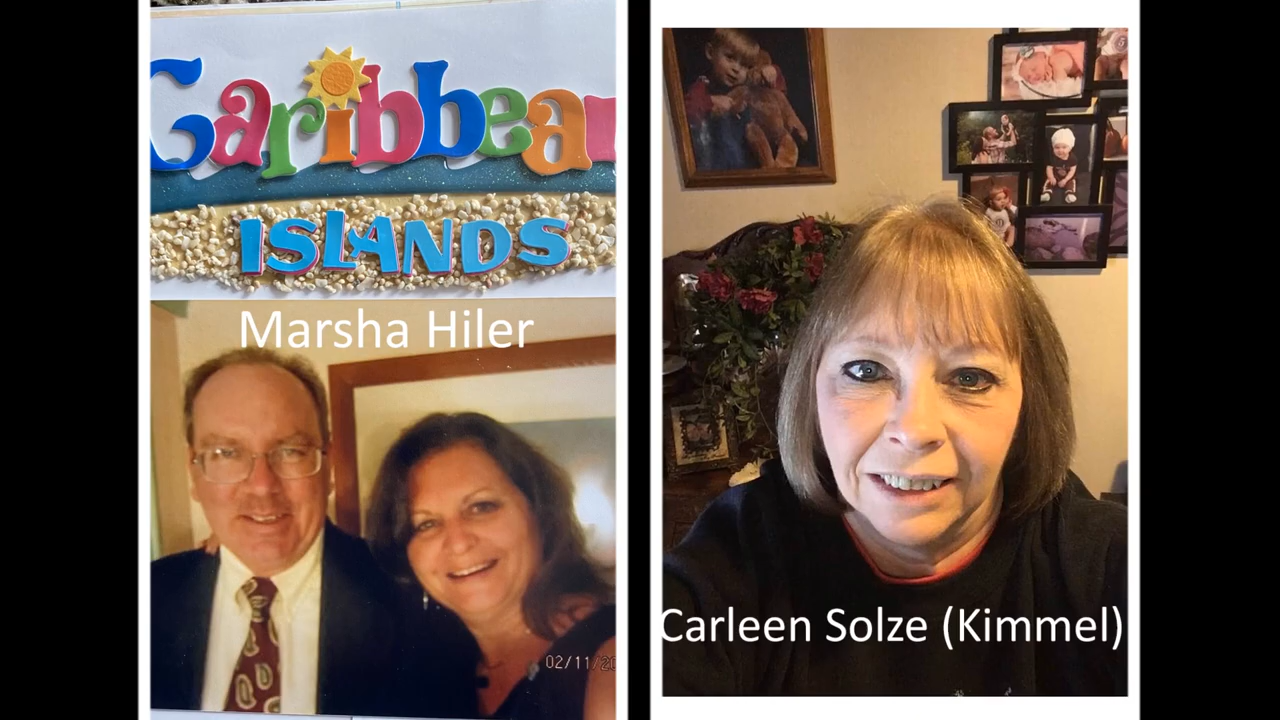 Caribbean
ISLANDS
Marsha Hiler
02/11/20
Carleen Solze (Kimmel)